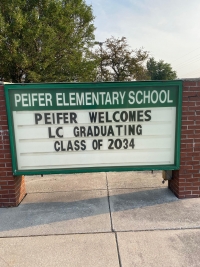 PEIFER ELEMENTARY SCHOOL
PEIFER WELCOMES
LC GRADUATING
CLASS OF 2034